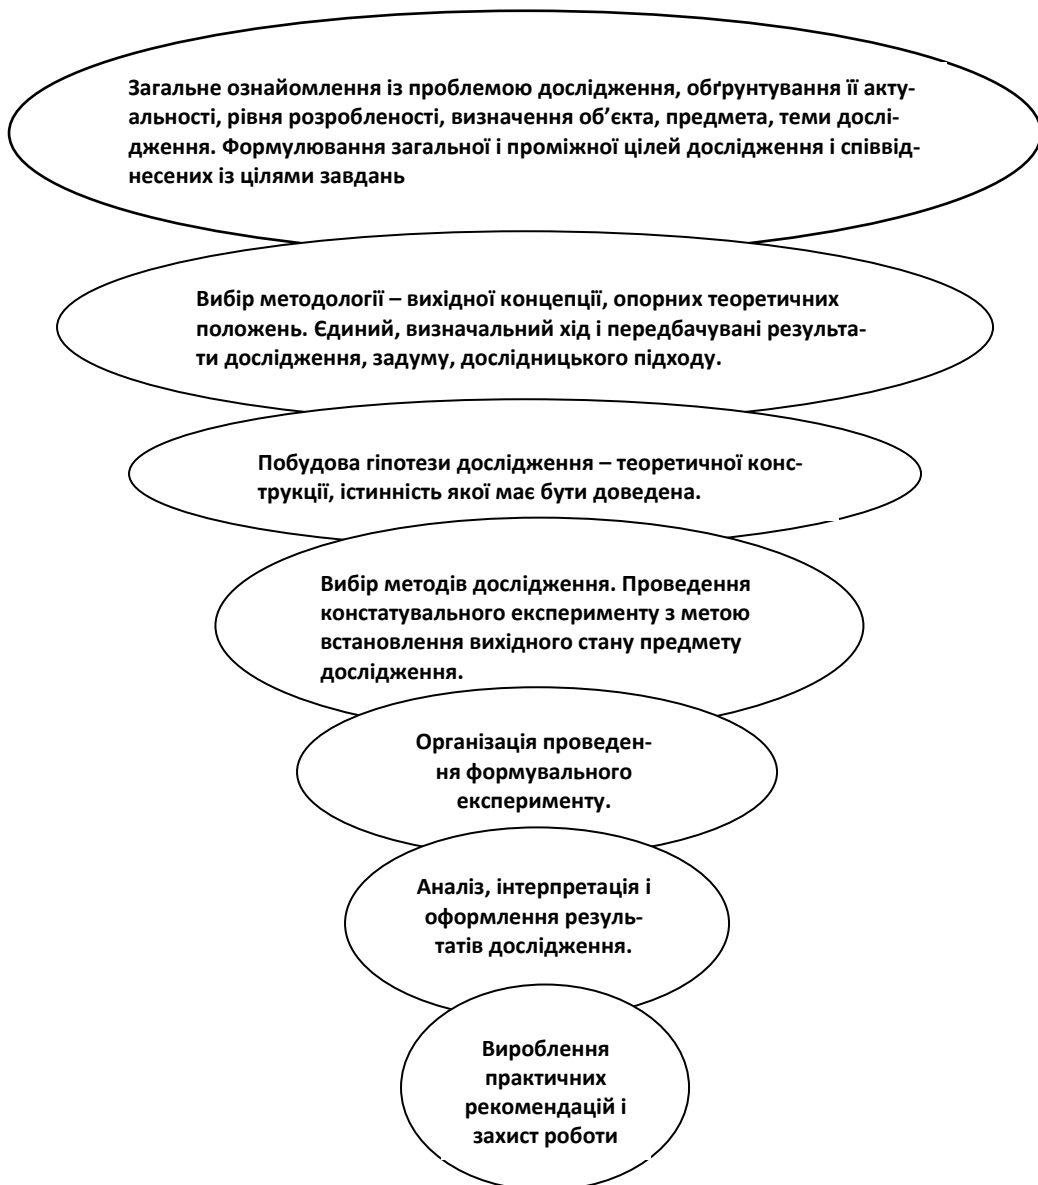 Загальне ознайомлення із проблемою дослідження, обґрунтування її акту-
альності, рівня розробленості, визначення об’єкта, предмета, теми дослі-
дження. Формулювання загальної і проміжної цілей дослідження і співвід-
несених із цілями завдань
Вибір методології – вихідної концепції, опорних теоретичних
положень. Єдиний, визначальний хід і передбачувані результа-
ти дослідження, задуму, дослідницького підходу.
Побудова гіпотези дослідження – теоретичної конс-
трукції, істинність якої має бути доведена.
Вибір методів дослідження. Проведення
констатувального експерименту з метою
встановлення вихідного стану предмету
дослідження.
Організація проведен-
ня формувального
експерименту.
Аналіз, інтерпретація і
оформлення резуль-
татів дослідження.
Вироблення
практичних
рекомендацій і
захист роботи